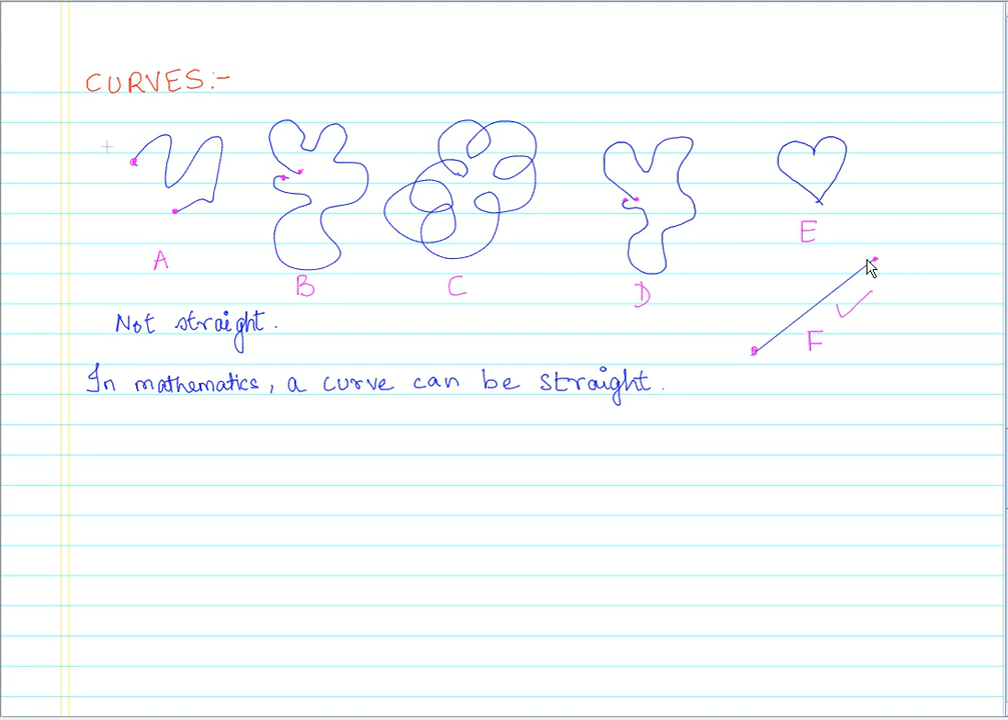 CURVES:-
A
B
C
D
E
F
Not straight.
In mathematics, a curve can be straight.